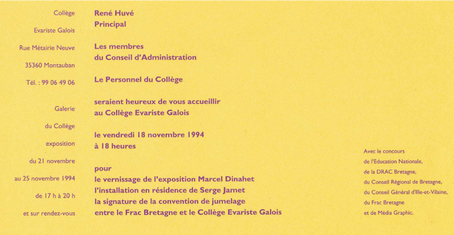 Collège
Evariste Galois
Rue Métairie Neuve
35360 Montauban
Tél. : 99 06 49 06
Galerie
du Collège
exposition
du 21 novembre
au 25 novembre 1994
de 17 h à 20 h
et sur rendez-vous
René Huvé
Principal
Les membres
du Conseil d'Administration
Le Personnel du Collège
seraient heureux de vous accueillir
au Collège Evariste Galois
le vendredi 18 novembre 1994
à 18 heures
pour
le vernissage de l'exposition Marcel Dinahet
l'installation en résidence de Serge Jamet
la signature de la convention de jumelage
entre le Frac Bretagne et le Collège Evariste Galois
Avec le concours
de l'Education Nationale,
de la DRAC Bretagne,
du Conseil Régional de Bretagne,
du Conseil Général d'Ille-et-Vilaine,
du Frac Bretagne
et de Média Graphic.